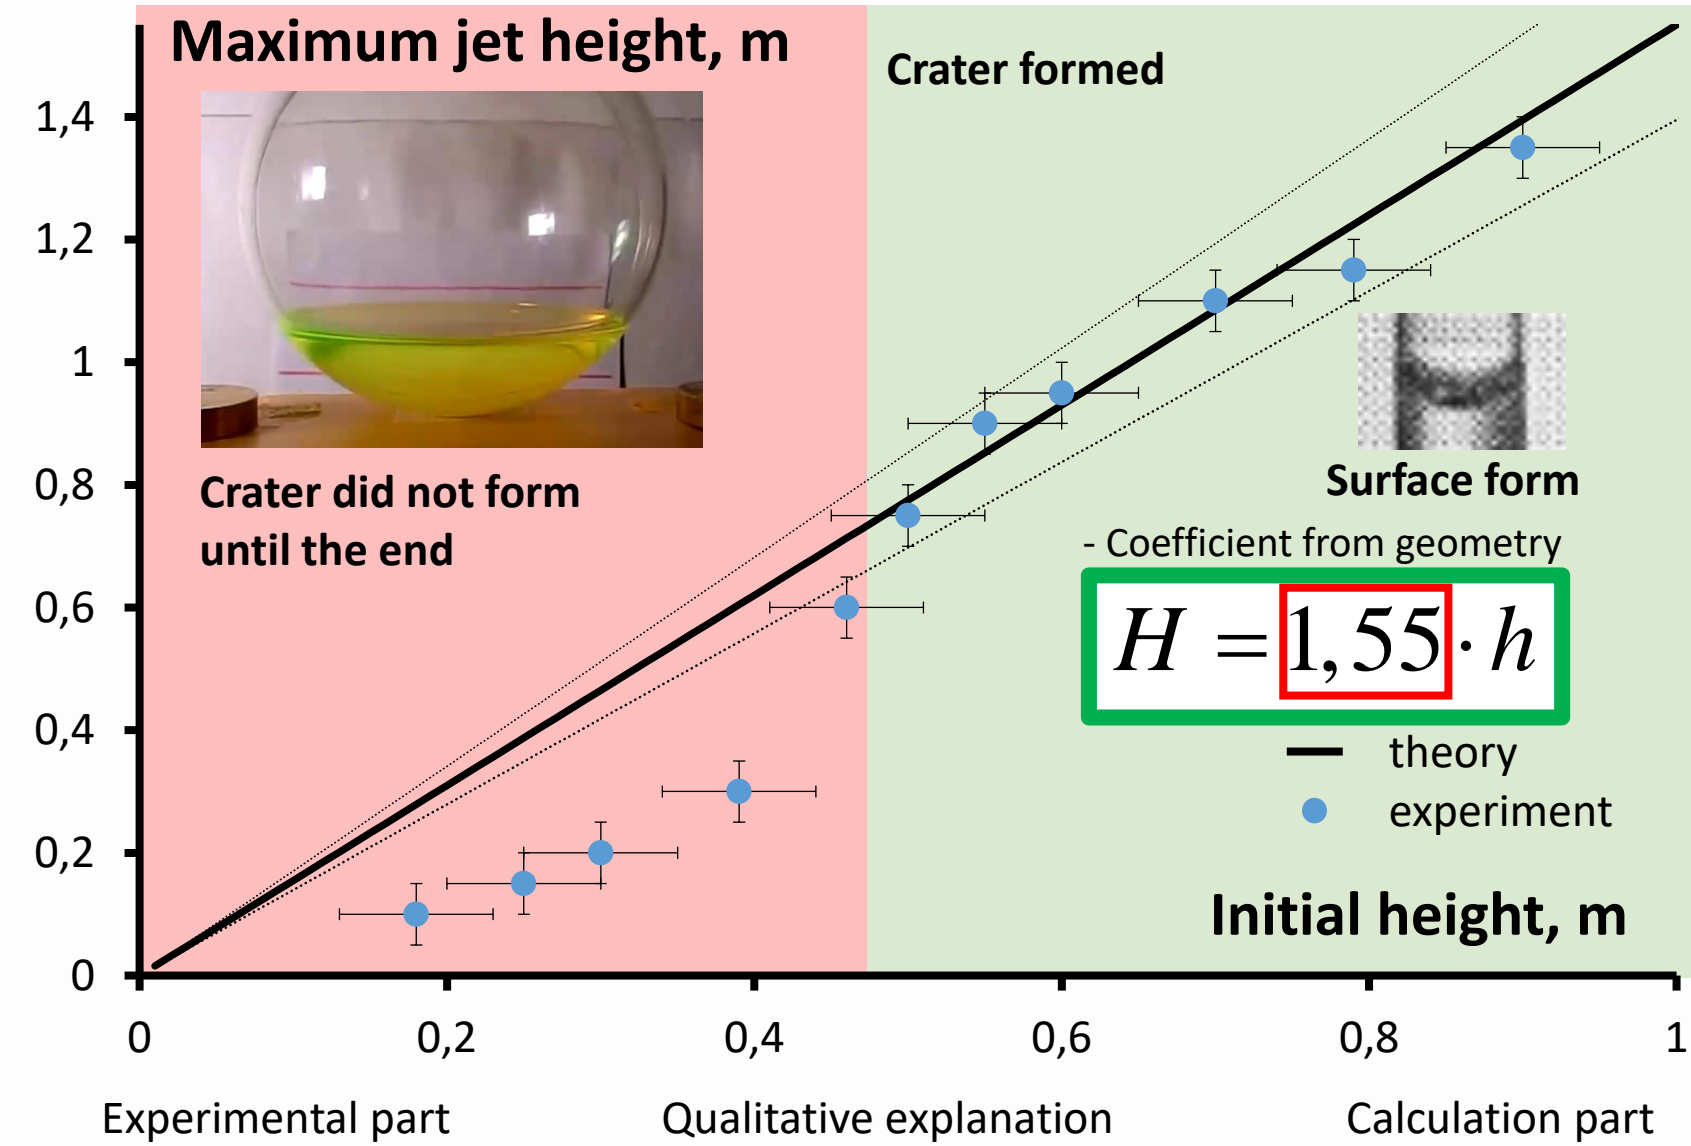 Maximum jet height, m
Crater formed
1,4
1,2
1
0,8
0,6
0,4
0,2
0
Crater did not form
until the end
Surface form
- Coefficient from geometry
H = 1,55 · h
theory
experiment
Initial height, m
0
0,2
0,4
0,6
0,8
1
Experimental part
Qualitative explanation
Calculation part